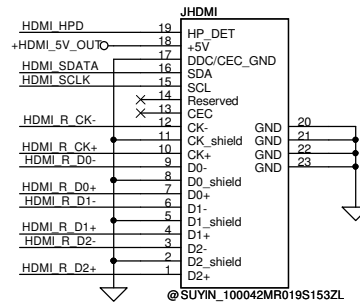 JHDMI
HDMI_HPD 19 HP_DET
+HDMI_5V_OUT 18 +5V
17 DDC/CEC_GND
HDMI_SDATA 16 SDA
HDMI_SCLK 15 SCL
14 Reserved
13 CEC
HDMI_R_CK- 12 CK- GND 20
11 CK_shield GND 21
HDMI_R_CK+ 10 CK+ GND 22
HDMI_R_D0- 9 D0- GND 23
8 D0_shield
HDMI_R_D0+ 7 D0+
HDMI_R_D1- 6 D1-
5 D1_shield
HDMI_R_D1+ 4 D1+
HDMI_R_D2- 3 D2-
2 D2_shield
HDMI_R_D2+ 1 D2+
@SUYIN_100042MR019S153ZL